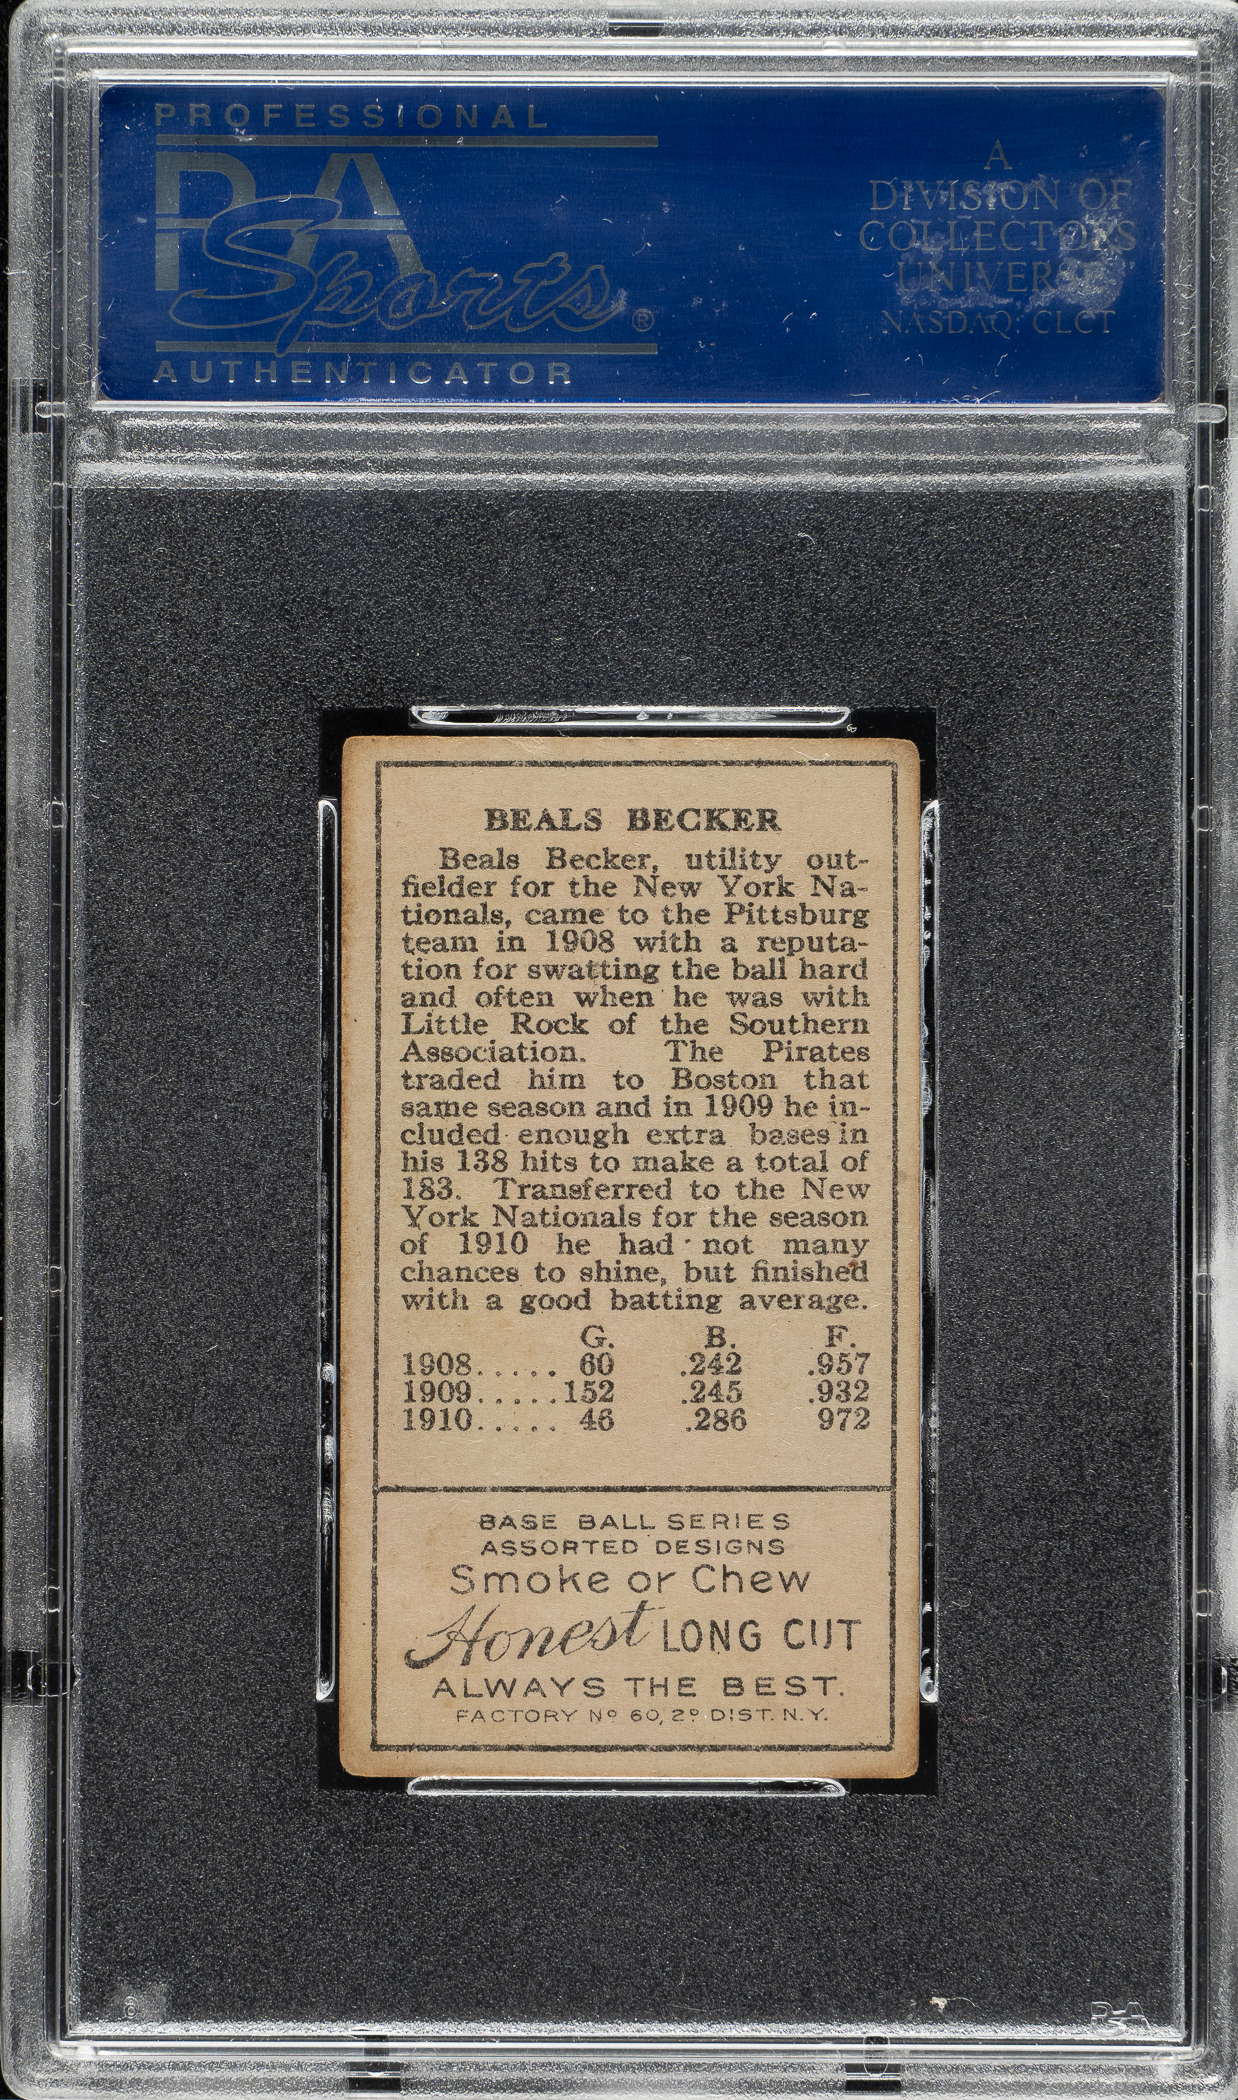 PROFESSIONAL
PSA
Sports®
AUTHENTICATOR
A
DIVISION OF
COLLECTORS
UNIVERSE
NASDAQ: CLCT
BEALS BECKER
Beals Becker, utility out-
fielder for the New York Na-
tionals, came to the Pittsburg
team in 1908 with a reputa-
tion for swatting the ball hard
and often when he was with
Little Rock of the Southern
Association. The Pirates
traded him to Boston that
same season and in 1909 he in-
cluded enough extra bases in
his 138 hits to make a total of
183. Transferred to the New
York Nationals for the season
of 1910 he had not many
chances to shine, but finished
with a good batting average.
G. B. F.
1908..... 60 .242 .957
1909.....152 .245 .932
1910..... 46 .286 972
BASE BALL SERIES
ASSORTED DESIGNS
Smoke or Chew
Honest LONG CUT
ALWAYS THE BEST.
FACTORY Nº 60, 2º DIST. N.Y.
6
PSA